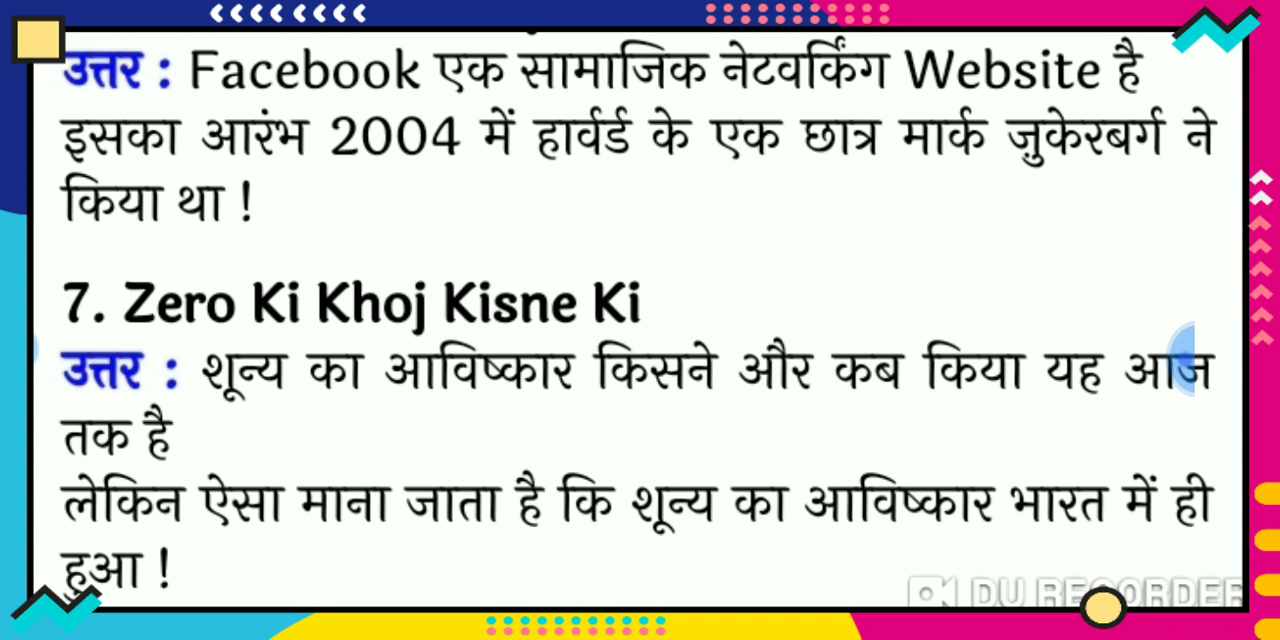 उत्तर : Facebook एक सामाजिक नेटवर्किंग Website है
इसका आरंभ 2004 में हार्वर्ड के एक छात्र मार्क जुकेरबर्ग ने
किया था !
7. Zero Ki Khoj Kisne Ki
उत्तर : शून्य का आविष्कार किसने और कब किया यह आज
तक है
लेकिन ऐसा माना जाता है कि शून्य का आविष्कार भारत में ही
हुआ !
DU RECORDER